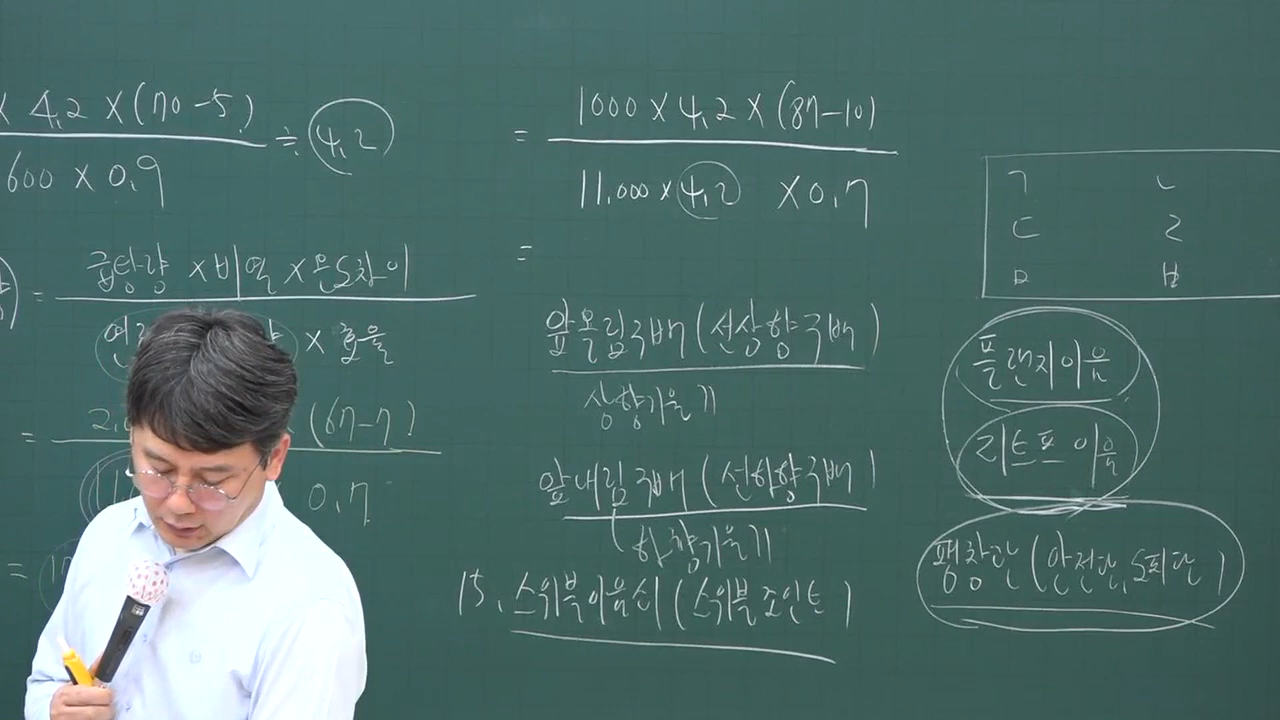 × 4.2 ×(70-5)
÷ 4.2
600 × 0.9
= 급탕량 ×비열×온도차이
× 효율
= (67-7)
0.7
=
= 1000×4.2×(87-10)
11,000×4.2 ×0.7
=
앞올림구배(선상향구배)
상향기울기
앞내림구배(선하향구배)
하향기울기
15. 스위블이음쇠(스위블조인트)
ㄱ ㄴ
ㄷ ㄹ
ㅁ ㅂ
플랜지이음
리트프이음
팽창관(안전관,도피관)